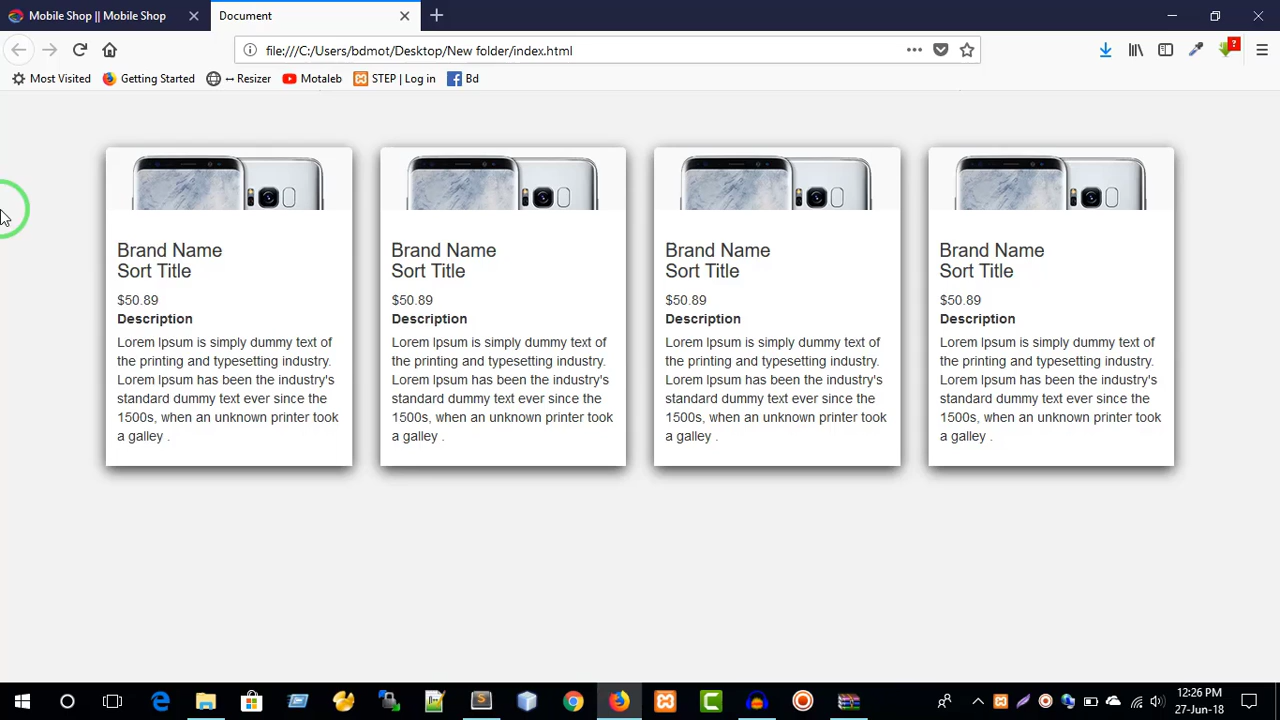 Mobile Shop || Mobile Shop
Document
file:///C:/Users/bdmot/Desktop/New folder/index.html
Most Visited
Getting Started
↔ Resizer
Motaleb
STEP | Log in
Bd
Brand Name
Sort Title
$50.89
Description
Lorem Ipsum is simply dummy text of
the printing and typesetting industry.
Lorem Ipsum has been the industry's
standard dummy text ever since the
1500s, when an unknown printer took
a galley .
Brand Name
Sort Title
$50.89
Description
Lorem Ipsum is simply dummy text of
the printing and typesetting industry.
Lorem Ipsum has been the industry's
standard dummy text ever since the
1500s, when an unknown printer took
a galley .
Brand Name
Sort Title
$50.89
Description
Lorem Ipsum is simply dummy text of
the printing and typesetting industry.
Lorem Ipsum has been the industry's
standard dummy text ever since the
1500s, when an unknown printer took
a galley .
Brand Name
Sort Title
$50.89
Description
Lorem Ipsum is simply dummy text of
the printing and typesetting industry.
Lorem Ipsum has been the industry's
standard dummy text ever since the
1500s, when an unknown printer took
a galley .
12:26 PM
27-Jun-18